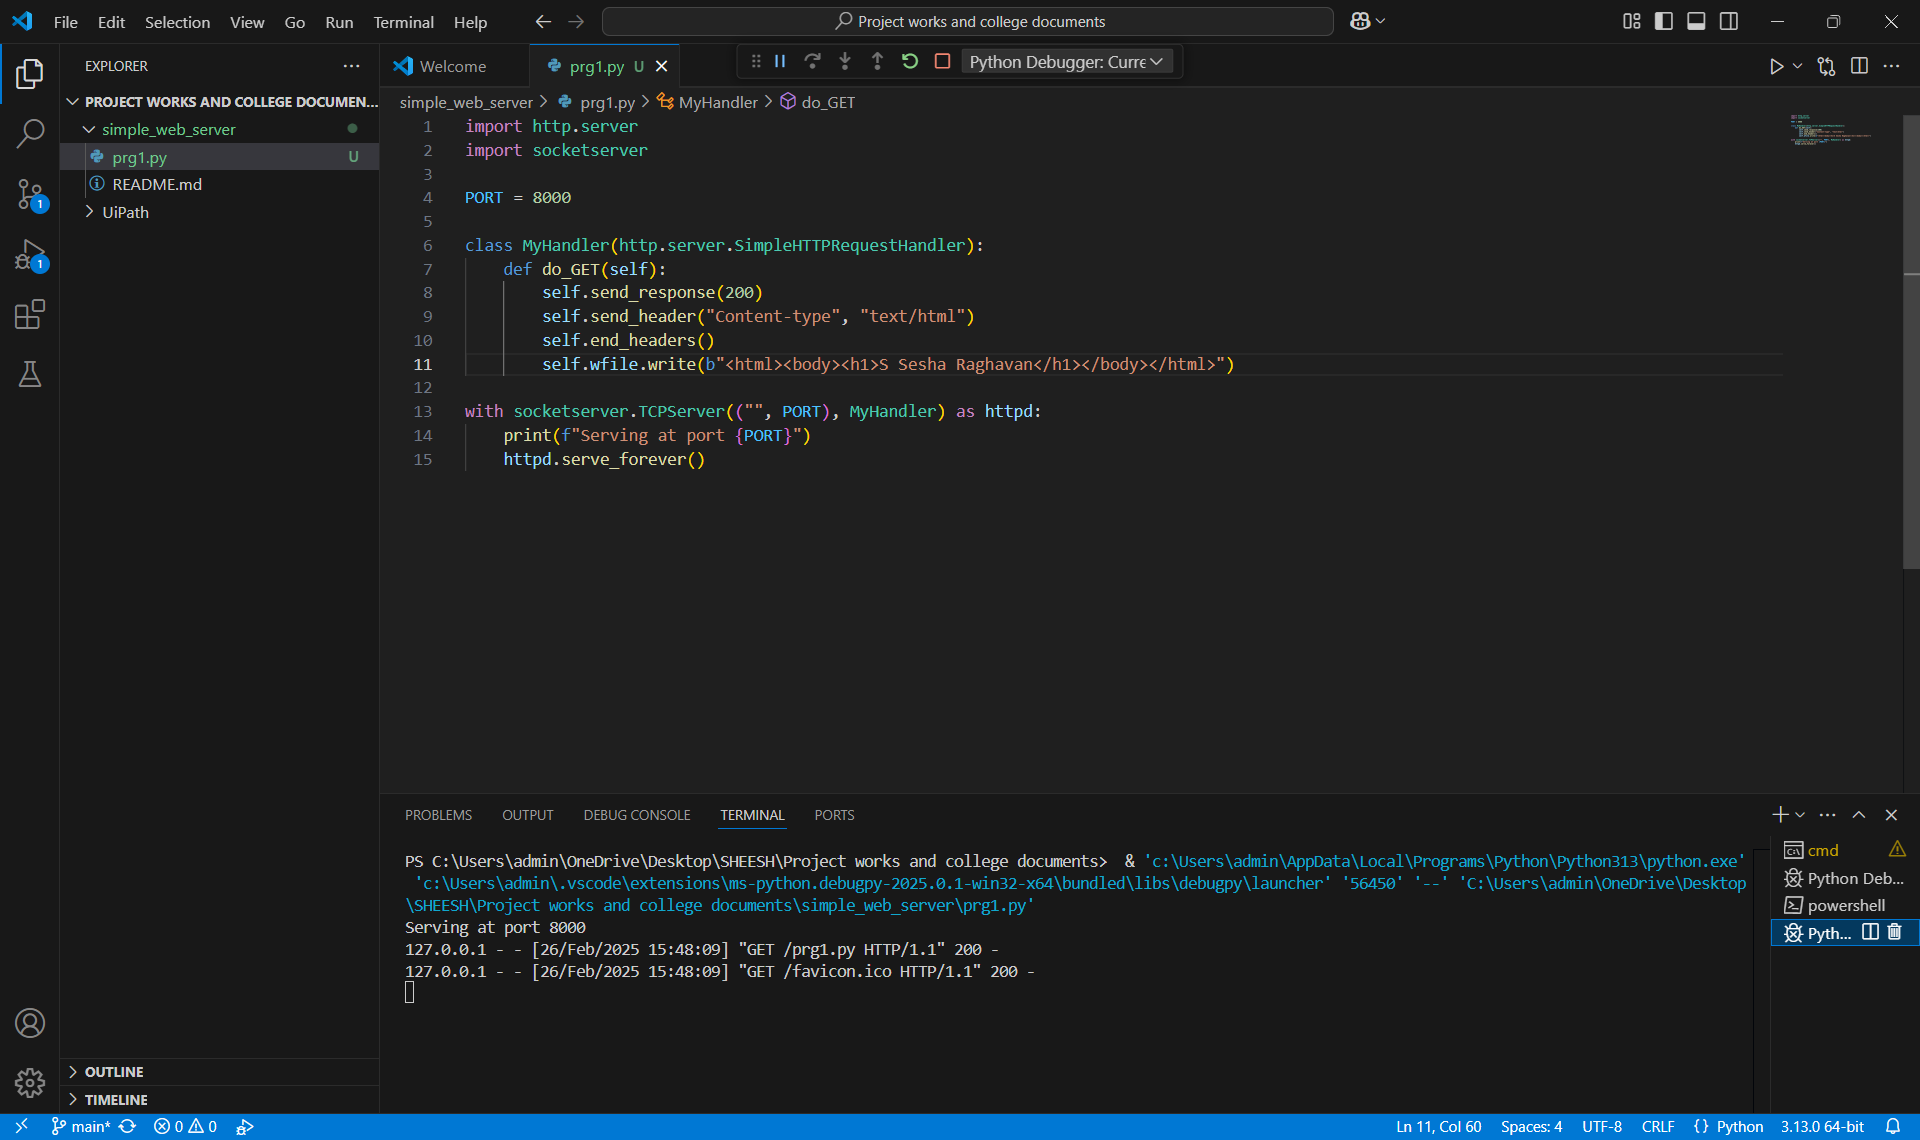 File Edit Selection View Go Run Terminal Help
Project works and college documents
EXPLORER
PROJECT WORKS AND COLLEGE DOCUMEN...
simple_web_server
prg1.py U
README.md
UiPath
OUTLINE
TIMELINE
1
1
Welcome
prg1.py U
Python Debugger: Curre
simple_web_server > prg1.py > MyHandler > do_GET
1 import http.server
2 import socketserver
3
4 PORT = 8000
5
6 class MyHandler(http.server.SimpleHTTPRequestHandler):
7 def do_GET(self):
8 self.send_response(200)
9 self.send_header("Content-type", "text/html")
10 self.end_headers()
11 self.wfile.write(b"<html><body><h1>S Sesha Raghavan</h1></body></html>")
12
13 with socketserver.TCPServer(("", PORT), MyHandler) as httpd:
14 print(f"Serving at port {PORT}")
15 httpd.serve_forever()
PROBLEMS OUTPUT DEBUG CONSOLE TERMINAL PORTS
PS C:\Users\admin\OneDrive\Desktop\SHEESH\Project works and college documents> & 'c:\Users\admin\AppData\Local\Programs\Python\Python313\python.exe'
'c:\Users\admin\.vscode\extensions\ms-python.debugpy-2025.0.1-win32-x64\bundled\libs\debugpy\launcher' '56450' '--' 'C:\Users\admin\OneDrive\Desktop
\SHEESH\Project works and college documents\simple_web_server\prg1.py'
Serving at port 8000
127.0.0.1 - - [26/Feb/2025 15:48:09] "GET /prg1.py HTTP/1.1" 200 -
127.0.0.1 - - [26/Feb/2025 15:48:09] "GET /favicon.ico HTTP/1.1" 200 -
cmd
Python Deb...
powershell
Pyth...
main* 0 0
Ln 11, Col 60 Spaces: 4 UTF-8 CRLF {} Python 3.13.0 64-bit